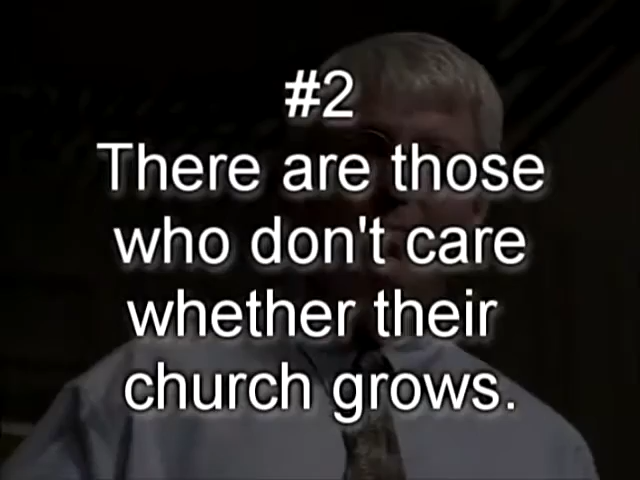 #2
There are those
who don't care
whether their
church grows.